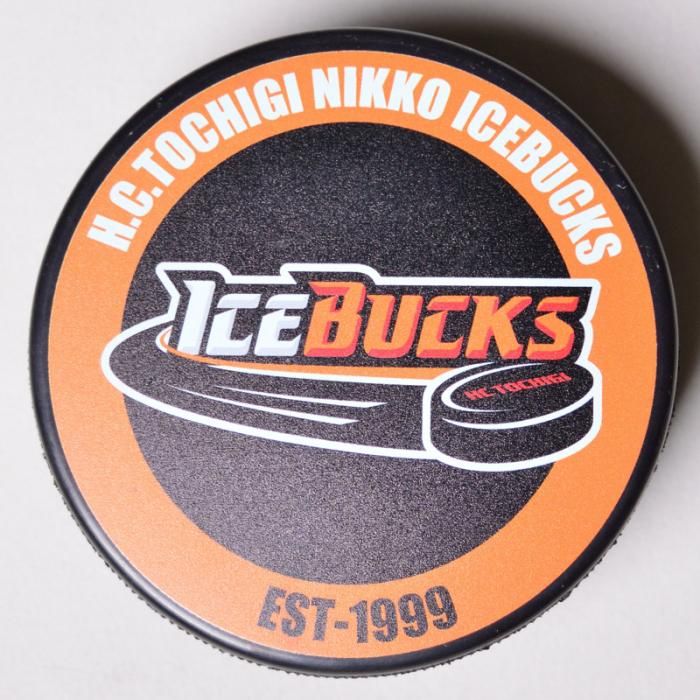 H.C.TOCHIGI NIKKO ICEBUCKS
ICEBUCKS
HC TOCHIGI
EST-1999